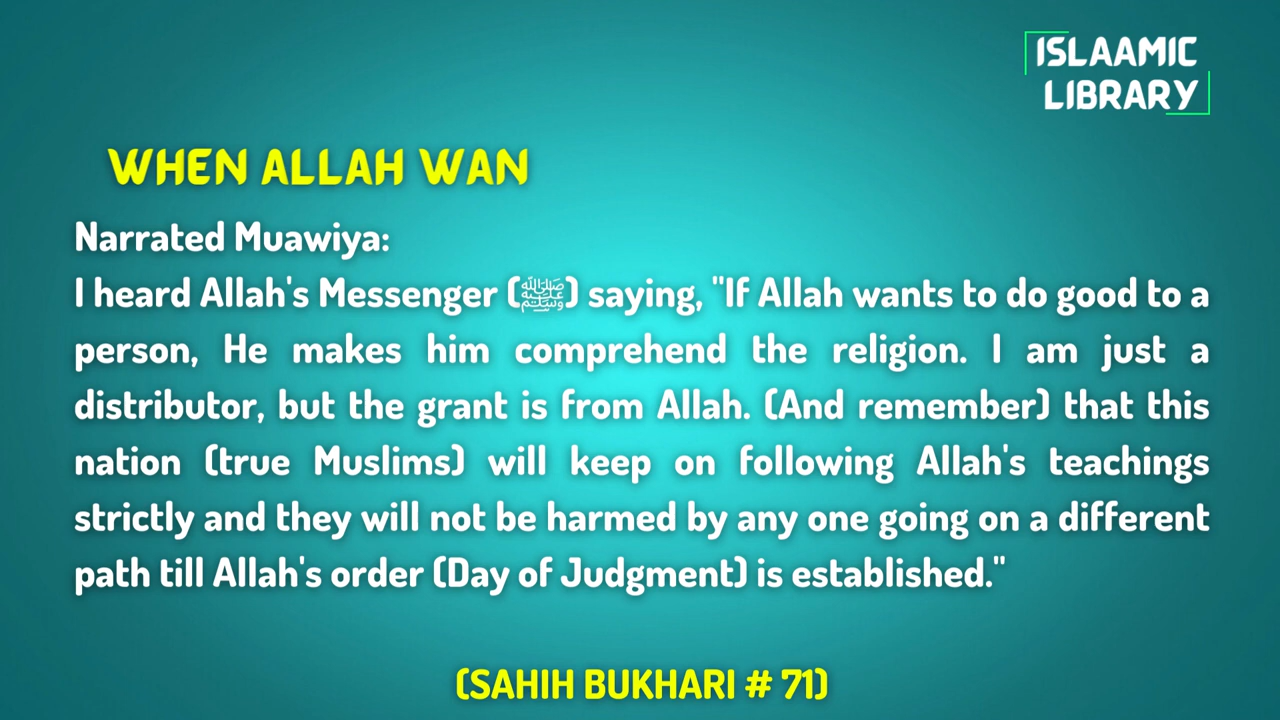 ISLAAMIC
LIBRARY
WHEN ALLAH WAN
Narrated Muawiya:
I heard Allah's Messenger (ﷺ) saying, "If Allah wants to do good to a
person, He makes him comprehend the religion. I am just a
distributor, but the grant is from Allah. (And remember) that this
nation (true Muslims) will keep on following Allah's teachings
strictly and they will not be harmed by any one going on a different
path till Allah's order (Day of Judgment) is established."
(SAHIH BUKHARI # 71)